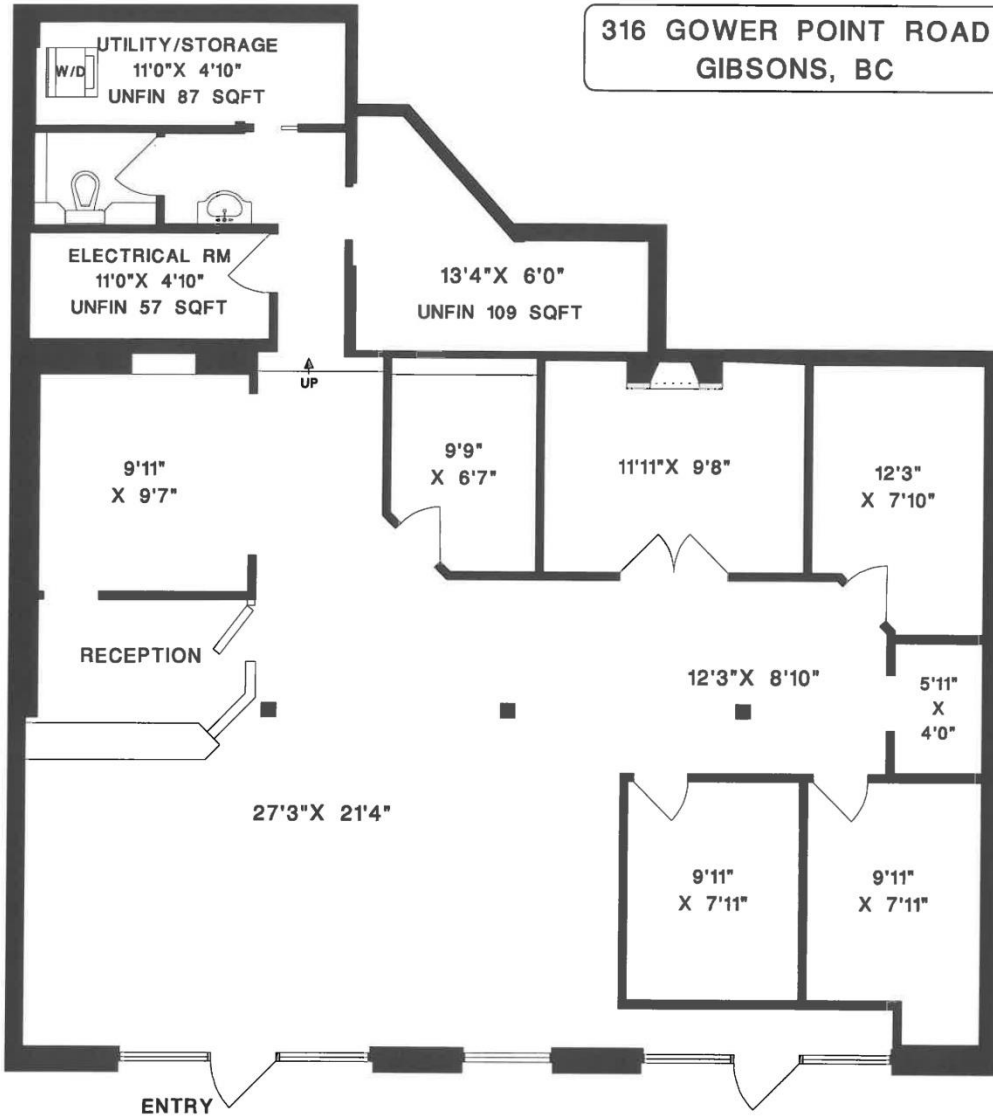 316 GOWER POINT ROAD
GIBSONS, BC
UTILITY/STORAGE
11'0"X 4'10"
UNFIN 87 SQFT
W/D
ELECTRICAL RM
11'0"X 4'10"
UNFIN 57 SQFT
13'4"X 6'0"
UNFIN 109 SQFT
UP
9'11"
X 9'7"
9'9"
X 6'7"
11'11"X 9'8"
12'3"
X 7'10"
RECEPTION
12'3"X 8'10"
5'11"
X
4'0"
27'3"X 21'4"
9'11"
X 7'11"
9'11"
X 7'11"
ENTRY